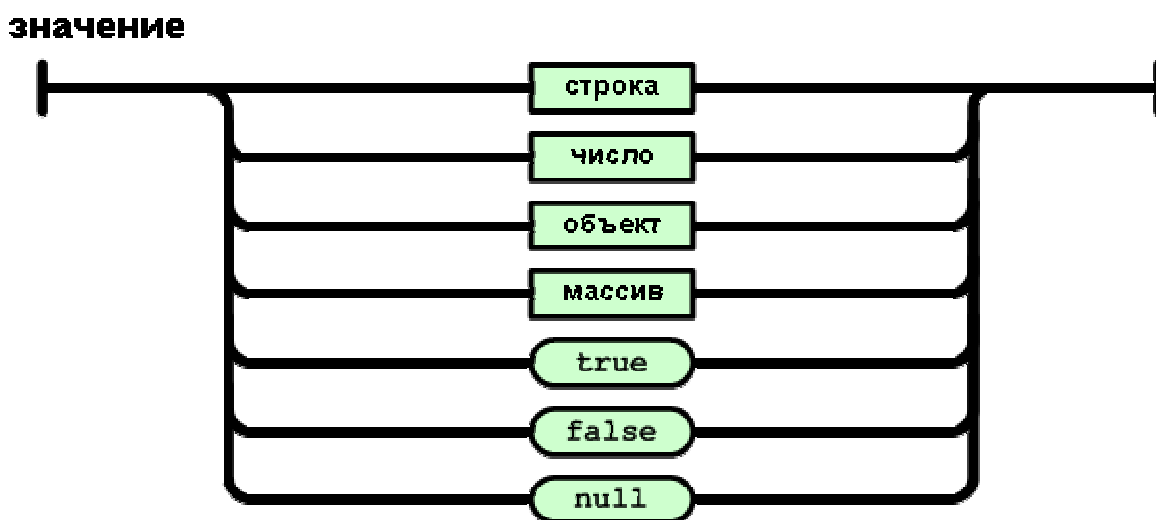 значение
строка
число
объект
массив
true
false
null